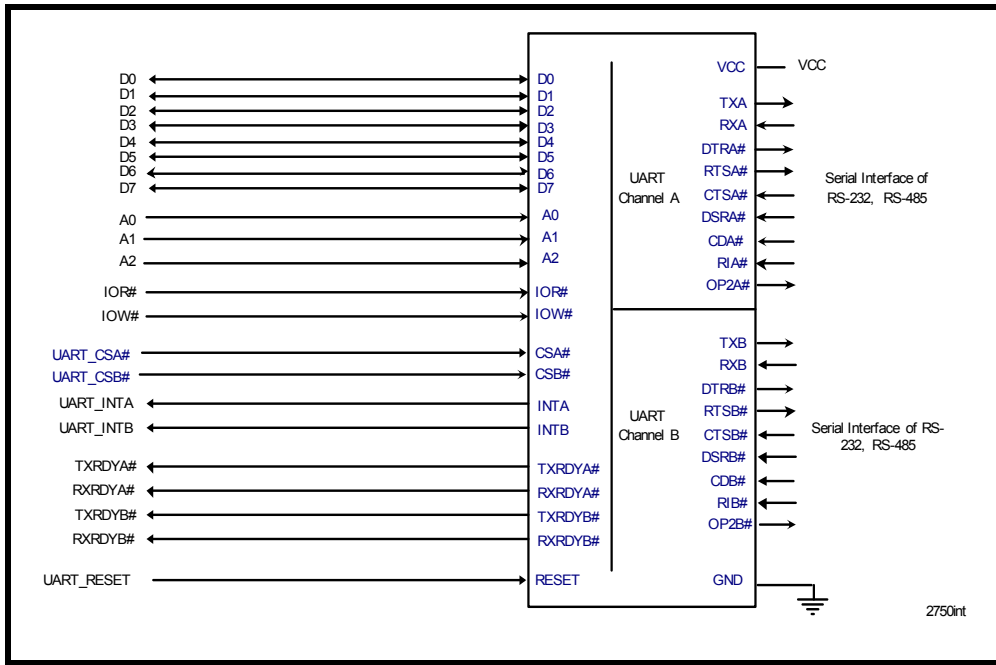 D0
D1
D2
D3
D4
D5
D6
D7
A0
A1
A2
IOR#
IOW#
UART_CSA#
UART_CSB#
UART_INTA
UART_INTB
TXRDYA#
RXRDYA#
TXRDYB#
RXRDYB#
UART_RESET
D0
D1
D2
D3
D4
D5
D6
D7
A0
A1
A2
IOR#
IOW#
CSA#
CSB#
INTA
INTB
TXRDYA#
RXRDYA#
TXRDYB#
RXRDYB#
RESET
UART
Channel A
UART
Channel B
VCC
TXA
RXA
DTRA#
RTSA#
CTSA#
DSRA#
CDA#
RIA#
OP2A#
TXB
RXB
DTRB#
RTSB#
CTSB#
DSRB#
CDB#
RIB#
OP2B#
GND
VCC
Serial Interface of
RS-232, RS-485
Serial Interface of RS-
232, RS-485
2750int